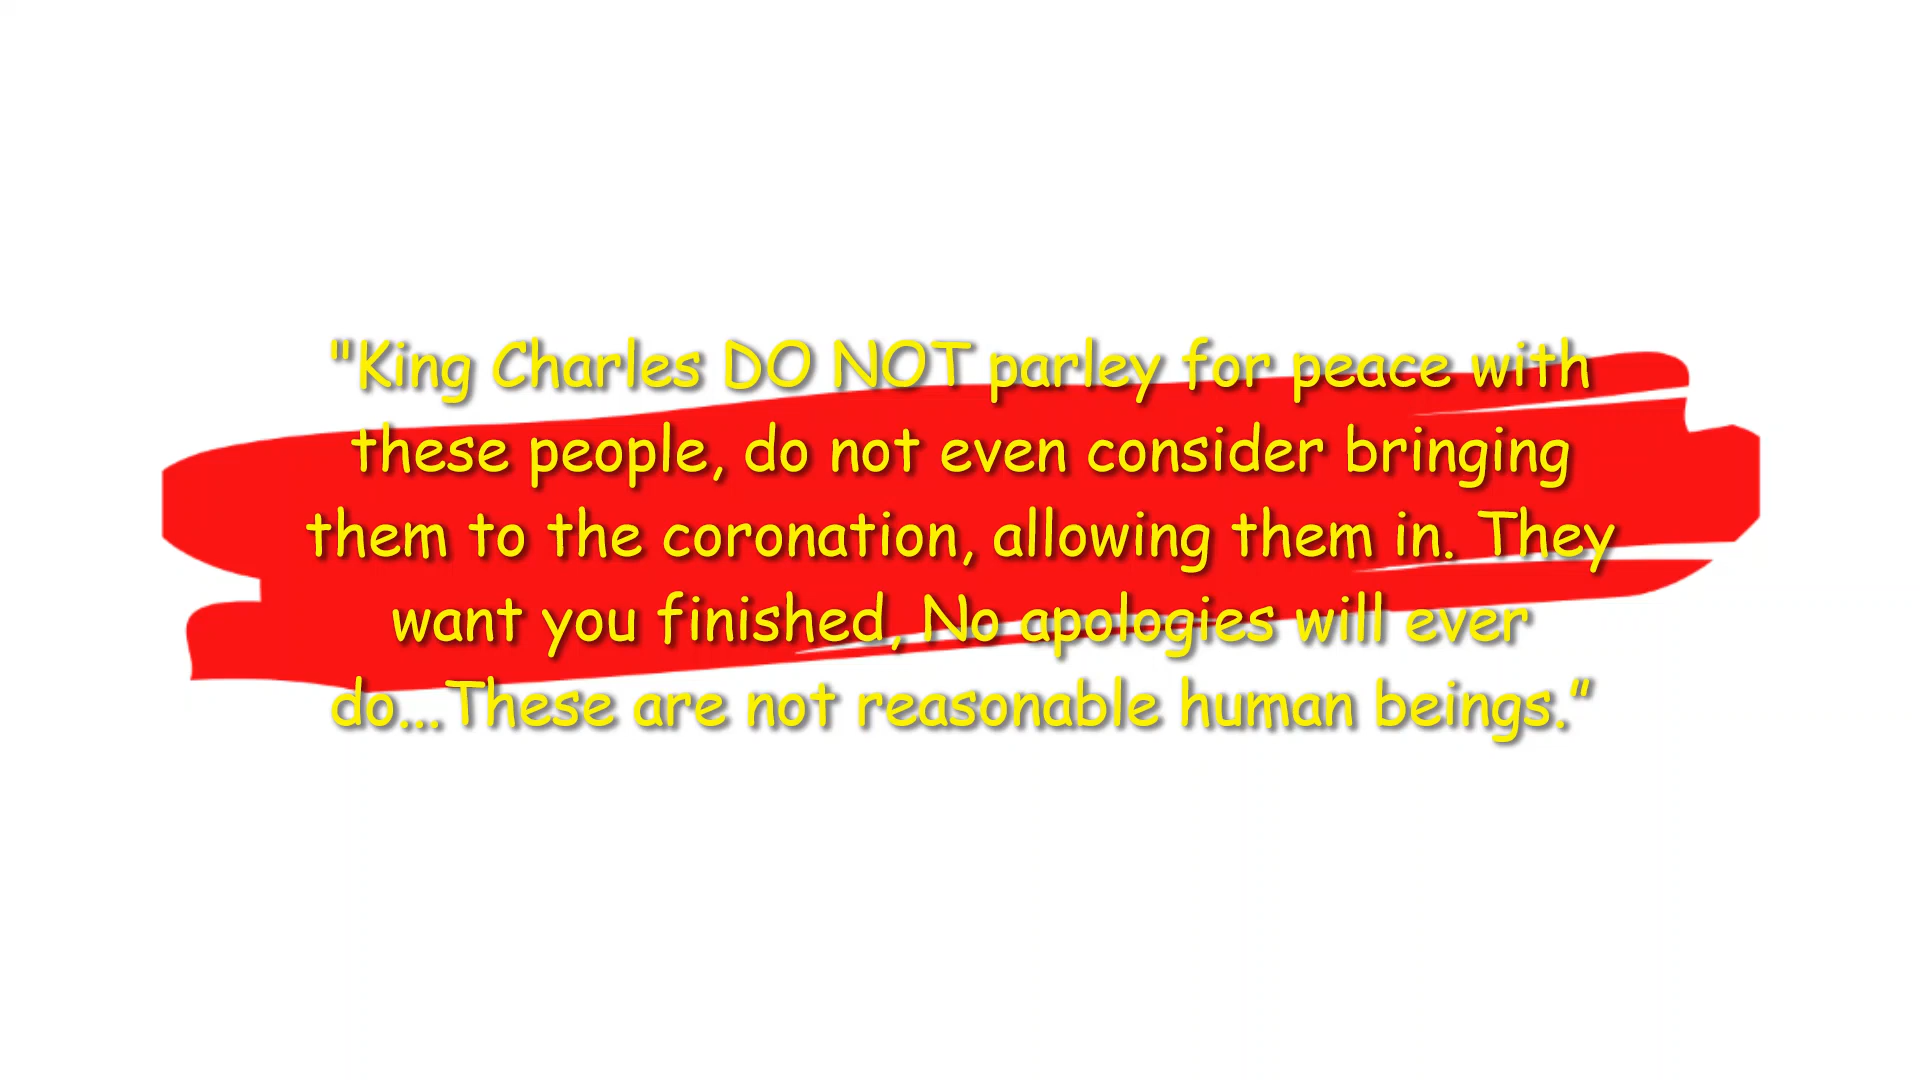 "King Charles DO NOT parley for peace with
these people, do not even consider bringing
them to the coronation, allowing them in. They
want you finished, No apologies will ever
do...These are not reasonable human beings.”